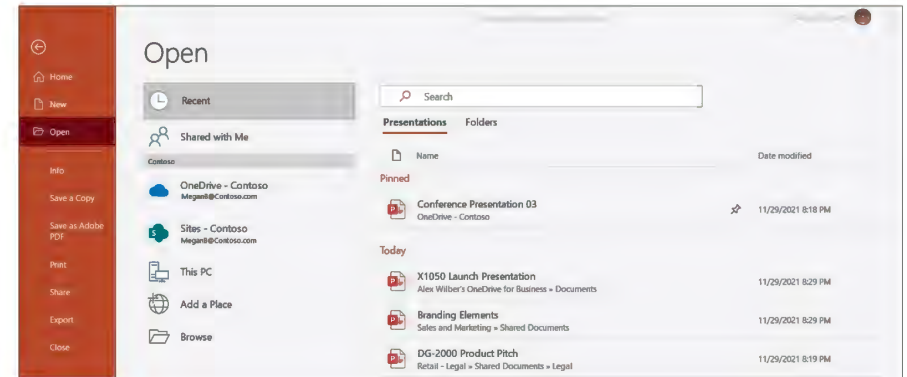 Home
New
Open
Info
Save a Copy
Save as Adobe
PDF
Print
Share
Export
Close
Open
Recent
Shared with Me
Contoso
OneDrive - Contoso
MeganB@Contoso.com
Sites - Contoso
MeganB@Contoso.com
This PC
Add a Place
Browse
Search
Presentations Folders
Name Date modified
Pinned
Conference Presentation 03
OneDrive - Contoso
11/29/2021 8:18 PM
Today
X1050 Launch Presentation
Alex Wilber's OneDrive for Business » Documents
11/29/2021 8:29 PM
Branding Elements
Sales and Marketing » Shared Documents
11/29/2021 8:29 PM
DG-2000 Product Pitch
Retail - Legal » Shared Documents » Legal
11/29/2021 8:19 PM